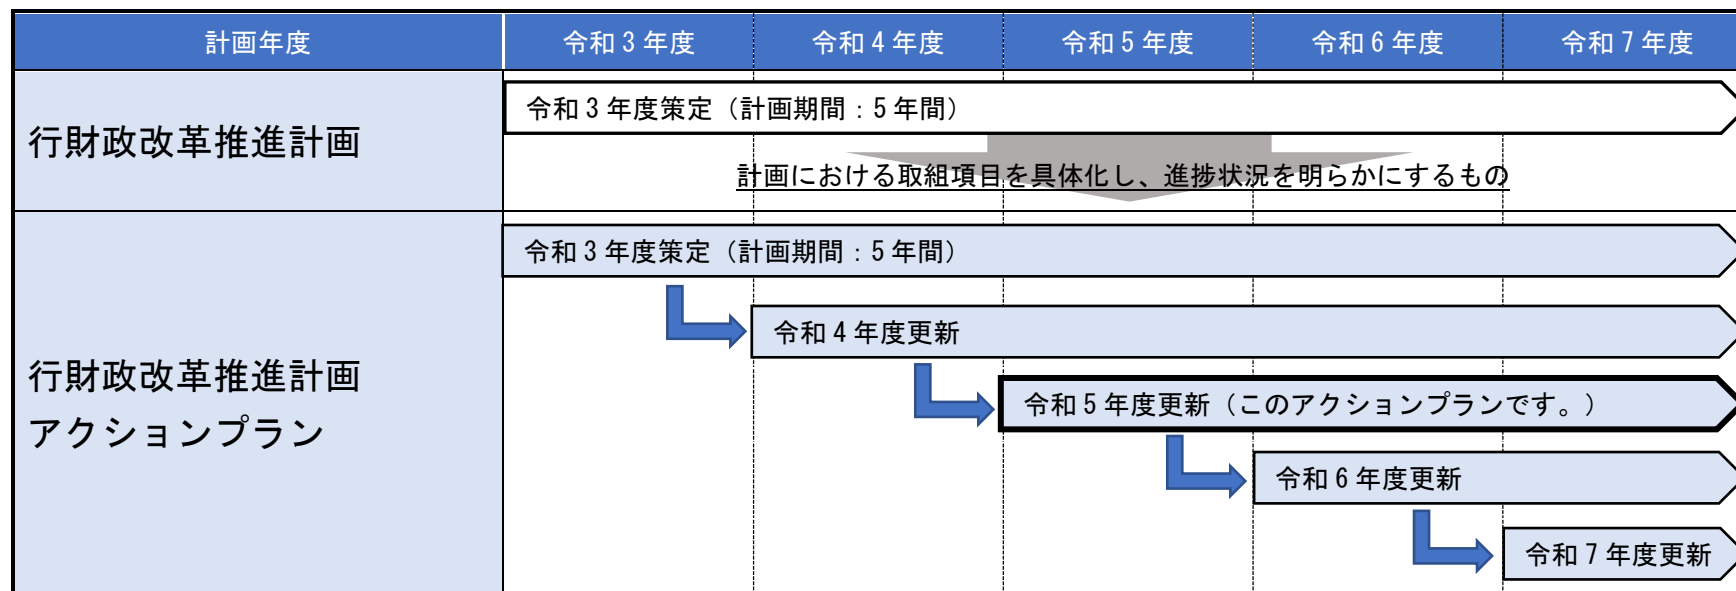 計画年度
令和3年度
令和4年度
令和5年度
令和6年度
令和7年度
行財政改革推進計画
令和3年度策定（計画期間：5年間）
計画における取組項目を具体化し、進捗状況を明らかにするもの
行財政改革推進計画
アクションプラン
令和3年度策定（計画期間：5年間）
令和4年度更新
令和5年度更新（このアクションプランです。）
令和6年度更新
令和7年度更新